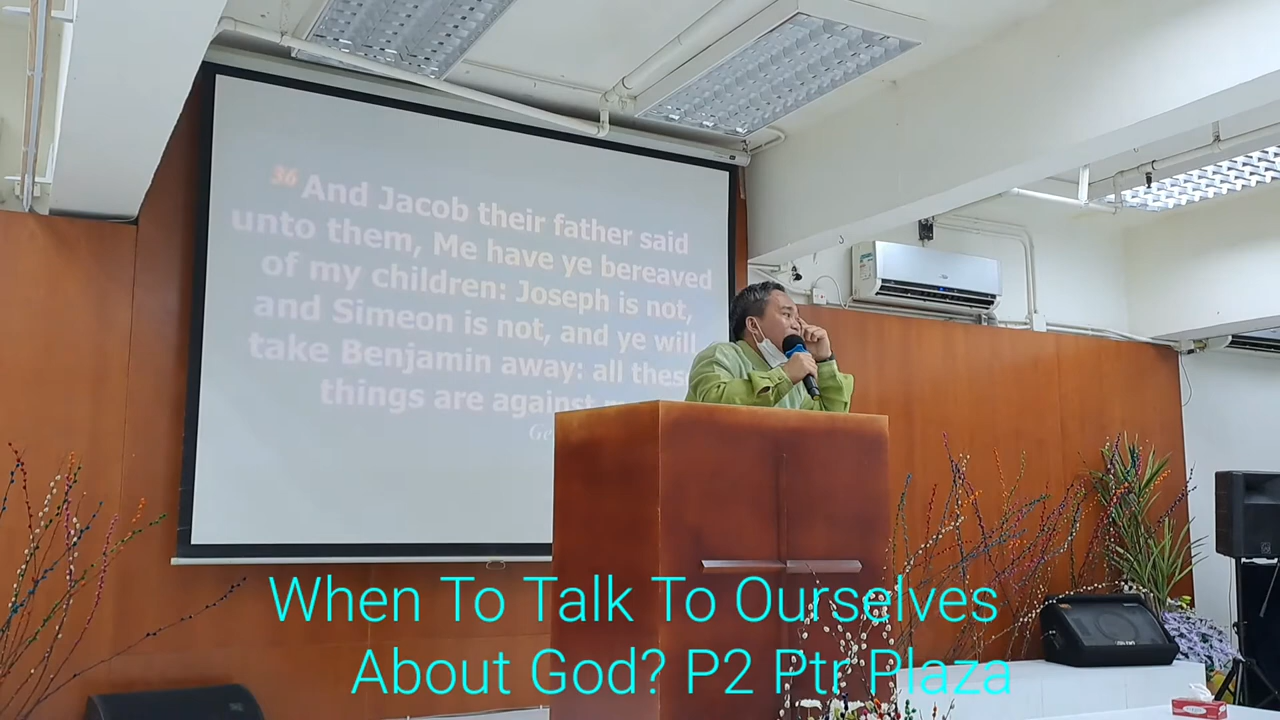 36 And Jacob their father said
unto them, Me have ye bereaved
of my children: Joseph is not,
and Simeon is not, and ye will
take Benjamin away: all these
things are against
Ge
When To Talk To Ourselves
About God? P2 Ptr Plaza